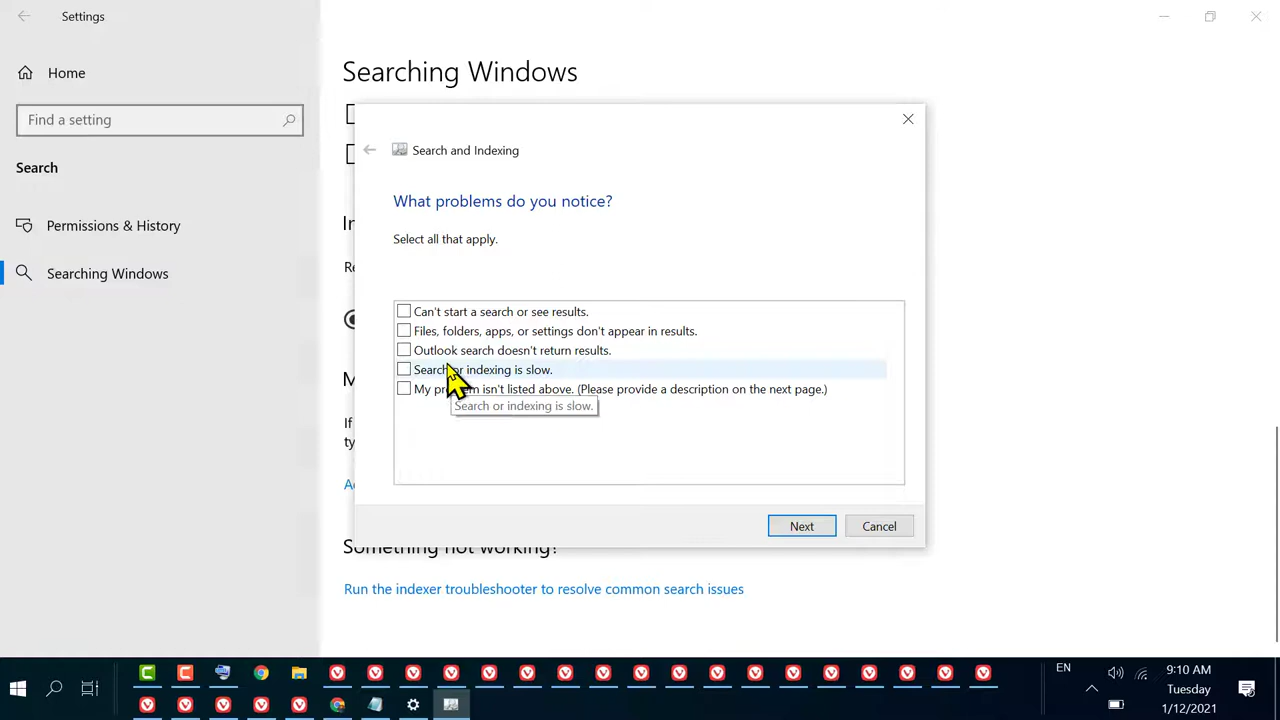 Settings
Home
Find a setting
Search
Permissions & History
Searching Windows
Searching Windows
Search and Indexing
What problems do you notice?
Select all that apply.
Can't start a search or see results.
Files, folders, apps, or settings don't appear in results.
Outlook search doesn't return results.
Search or indexing is slow.
My problem isn't listed above. (Please provide a description on the next page.)
Search or indexing is slow.
Next
Cancel
Something not working?
Run the indexer troubleshooter to resolve common search issues
EN
9:10 AM
Tuesday
1/12/2021